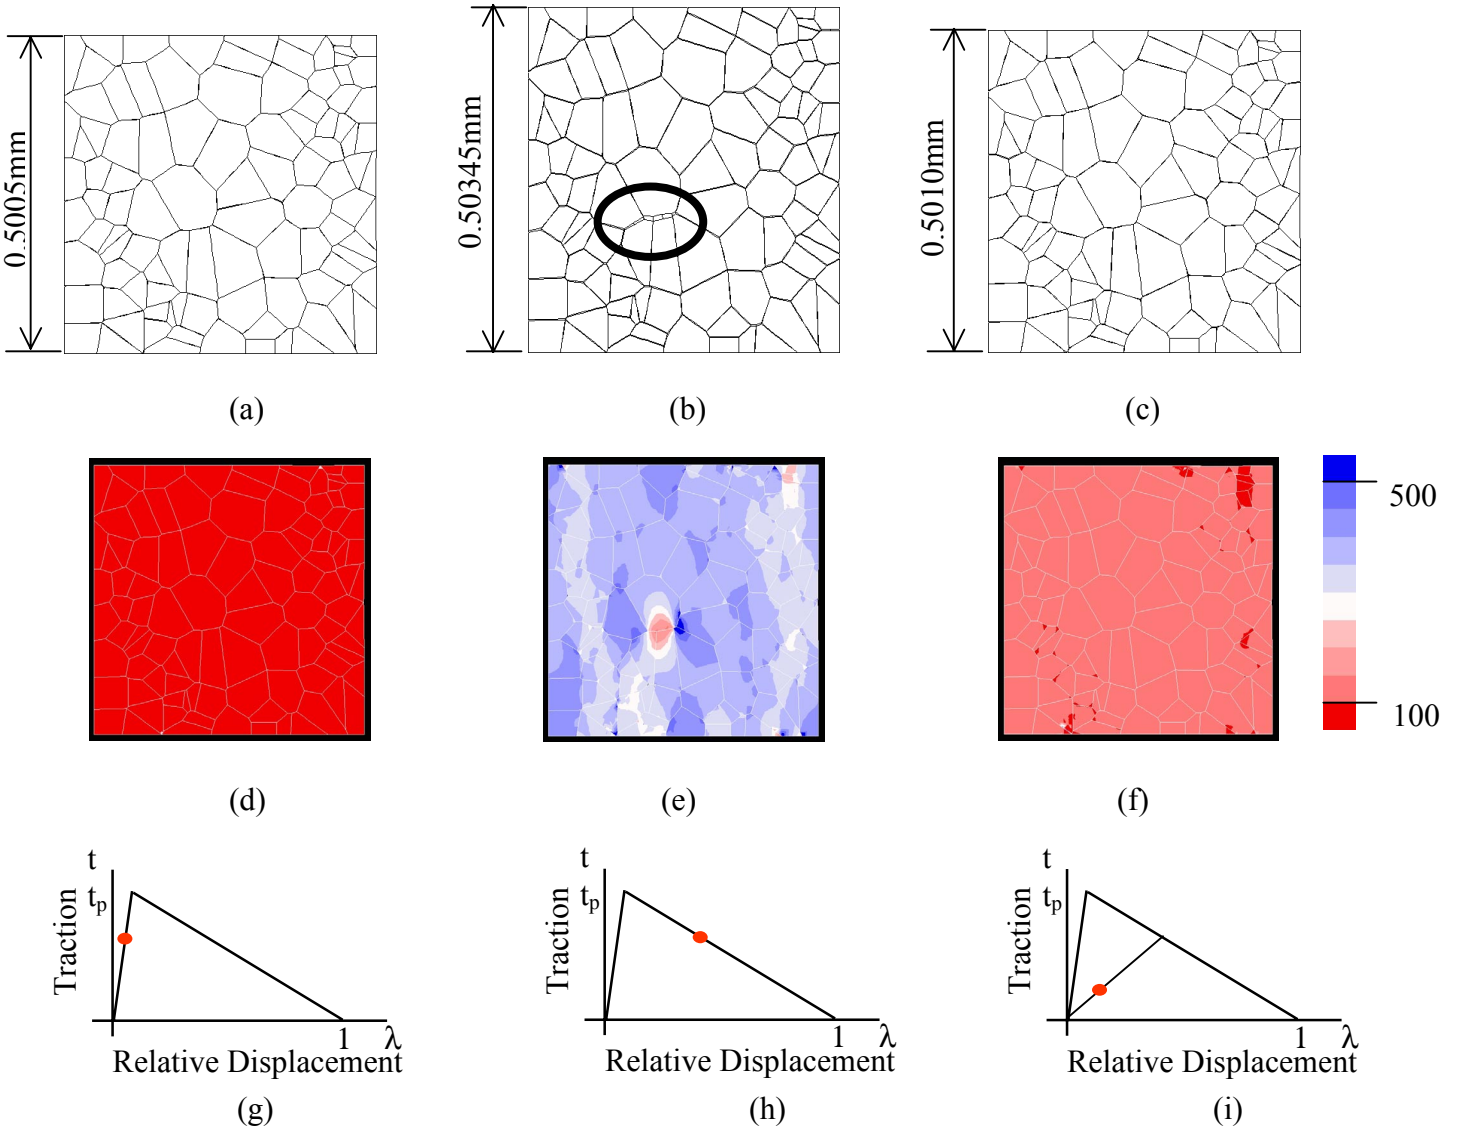 0.5005mm
0.50345mm
0.5010mm
(a)
(b)
(c)
500
100
(d)
(e)
(f)
t
tp
Traction
1
λ
Relative Displacement
t
tp
Traction
1
λ
Relative Displacement
t
tp
Traction
1
λ
Relative Displacement
(g)
(h)
(i)